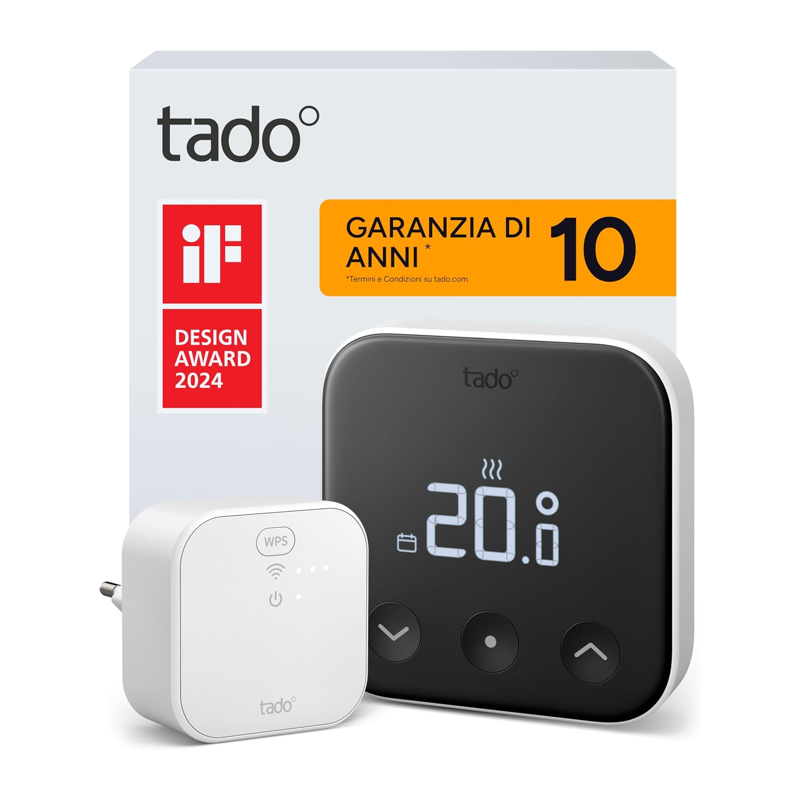 tado°
iF
DESIGN
AWARD
2024
GARANZIA DI
ANNI *
10
*Termini e Condizioni su tado.com
tado°
20.0°
WPS
tado°